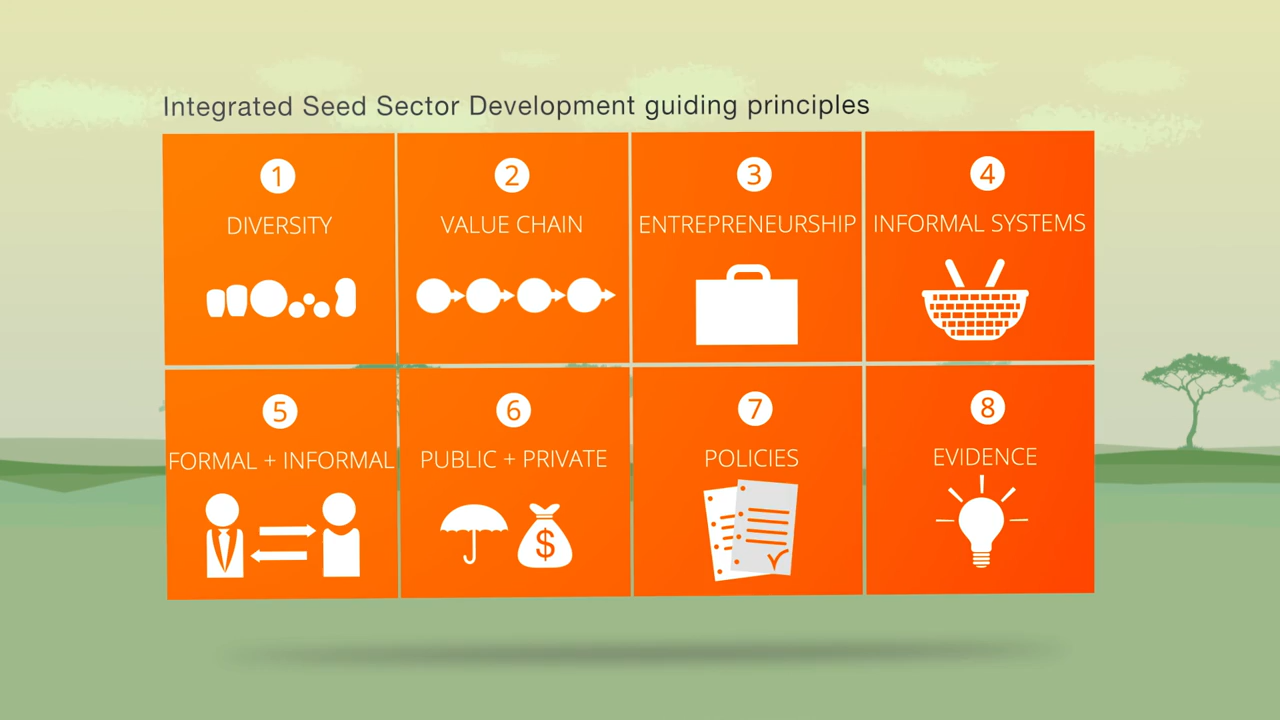 Integrated Seed Sector Development guiding principles
1
DIVERSITY
2
VALUE CHAIN
3
ENTREPRENEURSHIP
4
INFORMAL SYSTEMS
5
FORMAL + INFORMAL
6
PUBLIC + PRIVATE
$
7
POLICIES
8
EVIDENCE